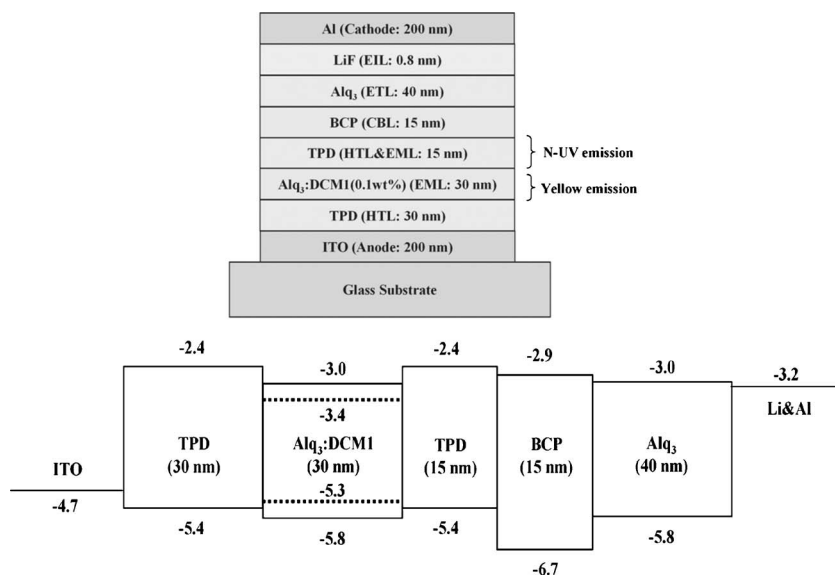 Al (Cathode: 200 nm)
LiF (EIL: 0.8 nm)
Alq₃ (ETL: 40 nm)
BCP (CBL: 15 nm)
TPD (HTL&EML: 15 nm)
N-UV emission
Alq₃:DCM1(0.1wt%) (EML: 30 nm)
Yellow emission
TPD (HTL: 30 nm)
ITO (Anode: 200 nm)
Glass Substrate
-2.4
-3.0
-2.4
-2.9
-3.0
-3.2
-3.4
Li&Al
TPD
(30 nm)
Alq₃:DCM1
(30 nm)
TPD
(15 nm)
BCP
(15 nm)
Alq₃
(40 nm)
ITO
-4.7
-5.3
-5.4
-5.8
-5.4
-6.7
-5.8